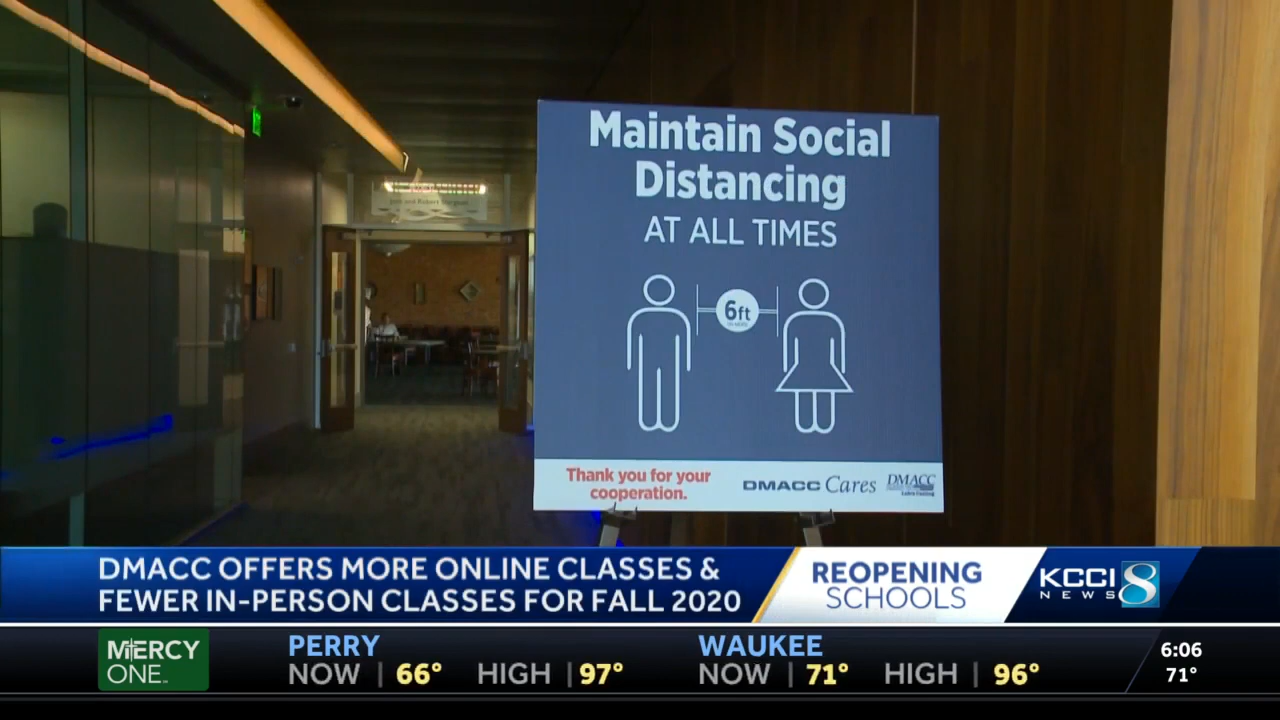 Maintain Social
Distancing
AT ALL TIMES
6ft
Thank you for your
cooperation.
DMACC Cares
DMACC
DMACC OFFERS MORE ONLINE CLASSES &
FEWER IN-PERSON CLASSES FOR FALL 2020
REOPENING
SCHOOLS
KCCI 8
NEWS
MERCY
ONE
PERRY
NOW | 66° HIGH | 97°
WAUKEE
NOW | 71° HIGH | 96°
6:06
71°